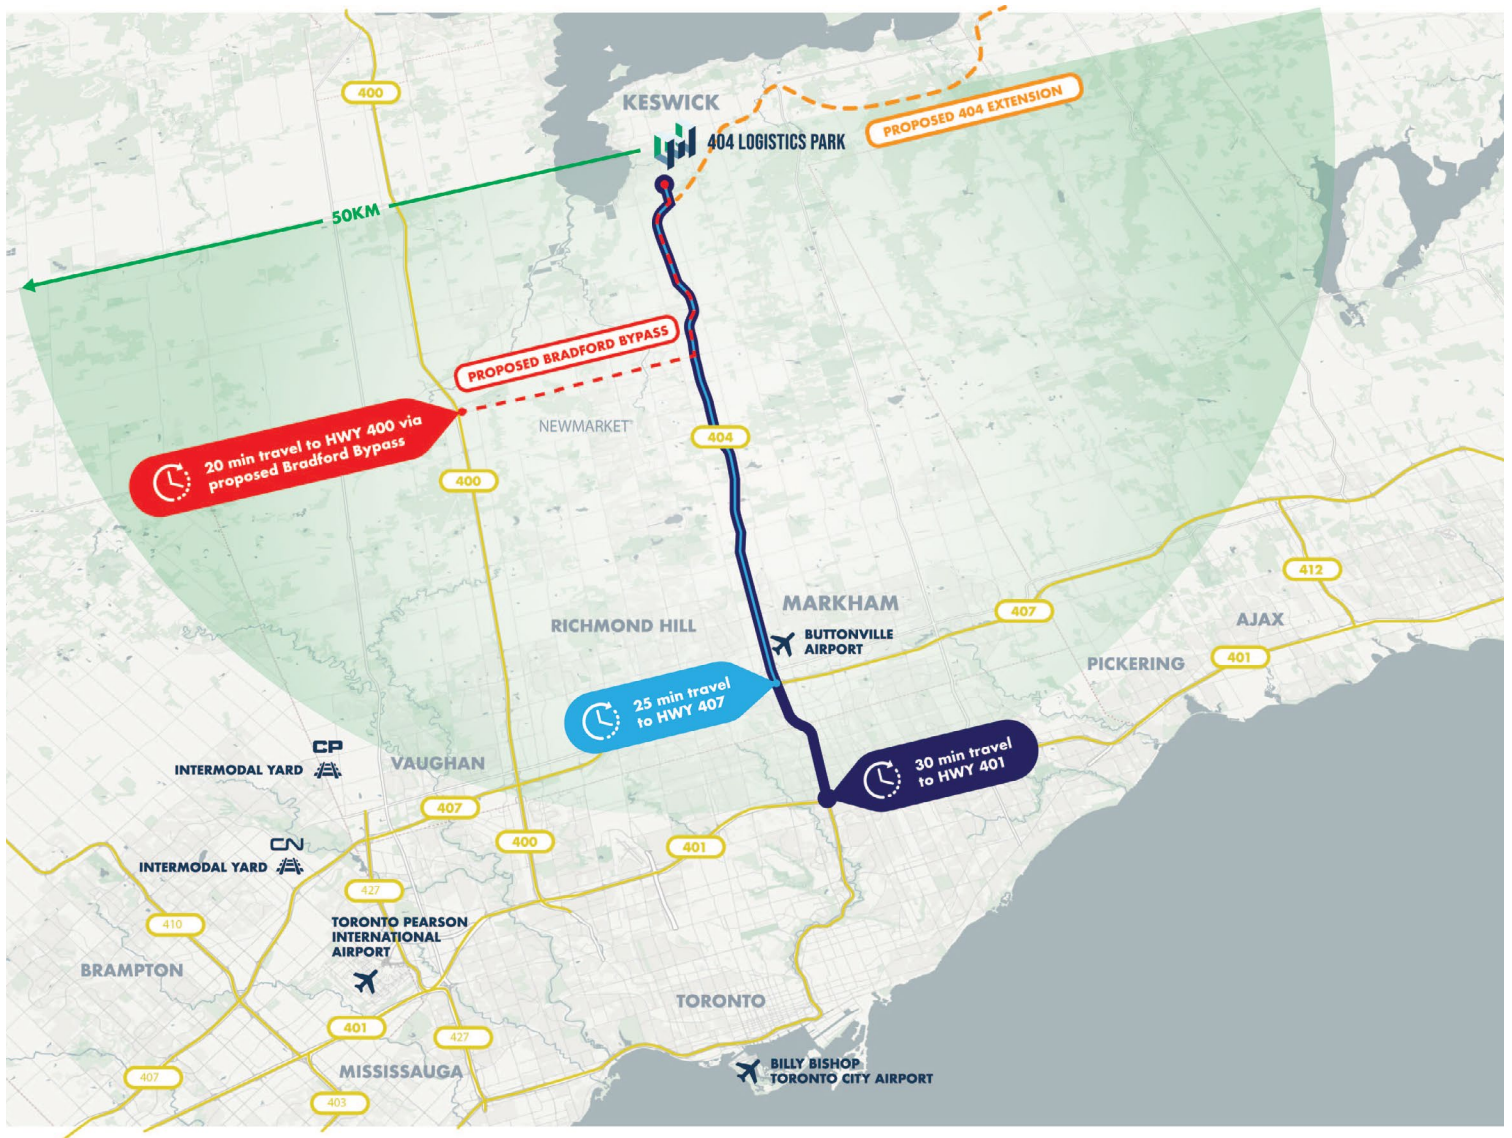 400
KESWICK
PROPOSED 404 EXTENSION
404 LOGISTICS PARK
50KM
PROPOSED BRADFORD BYPASS
20 min travel to HWY 400 via
proposed Bradford Bypass
NEWMARKET
404
400
412
MARKHAM
407
RICHMOND HILL
AJAX
BUTTONVILLE
AIRPORT
PICKERING
401
25 min travel
to HWY 407
30 min travel
to HWY 401
CP
INTERMODAL YARD
VAUGHAN
407
CN
INTERMODAL YARD
400
401
427
410
TORONTO PEARSON
INTERNATIONAL
AIRPORT
BRAMPTON
TORONTO
401
427
MISSISSAUGA
407
403
BILLY BISHOP
TORONTO CITY AIRPORT